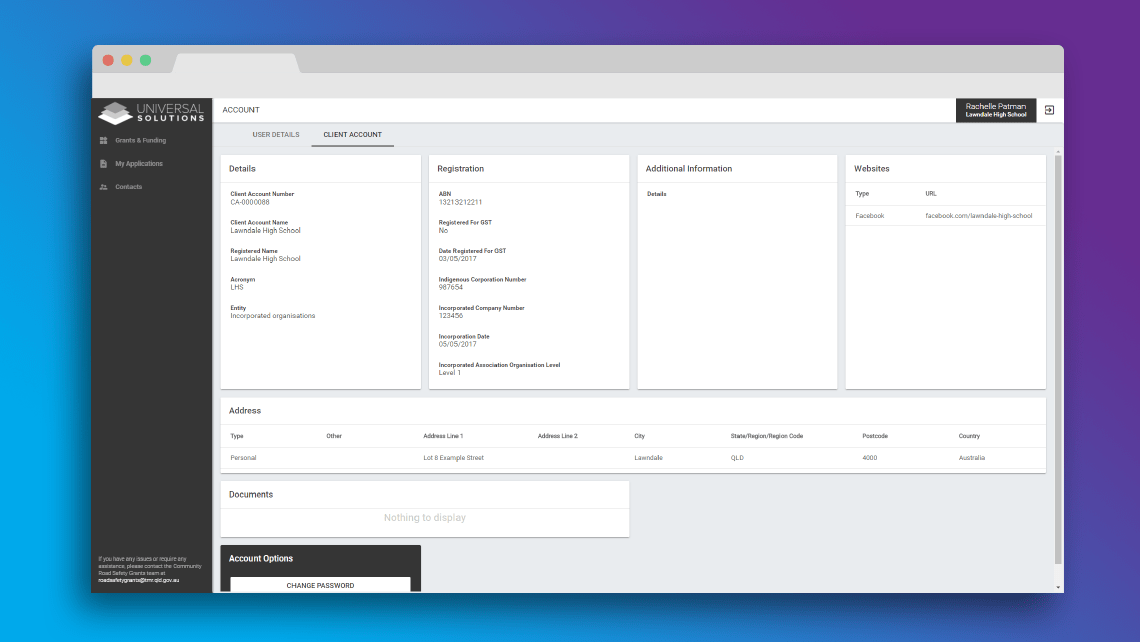 UNIVERSAL
SOLUTIONS
Grants & Funding
My Applications
Contacts
If you have any issues or require any
assistance, please contact the Community
Road Safety Grants team at
roadsafetygrants@tmr.qld.gov.au
ACCOUNT
Rachelle Patman
Lawndale High School
USER DETAILS CLIENT ACCOUNT
Details
Client Account Number
CA-0000088
Client Account Name
Lawndale High School
Registered Name
Lawndale High School
Acronym
LHS
Entity
Incorporated organisations
Registration
ABN
13213212211
Registered For GST
No
Date Registered For GST
03/05/2017
Indigenous Corporation Number
987654
Incorporated Company Number
123456
Incorporation Date
05/05/2017
Incorporated Association Organisation Level
Level 1
Additional Information
Details
Websites
Type URL
Facebook facebook.com/lawndale-high-school
Address
Type Other Address Line 1 Address Line 2 City State/Region/Region Code Postcode Country
Personal Lot 8 Example Street Lawndale QLD 4000 Australia
Documents
Nothing to display
Account Options
CHANGE PASSWORD